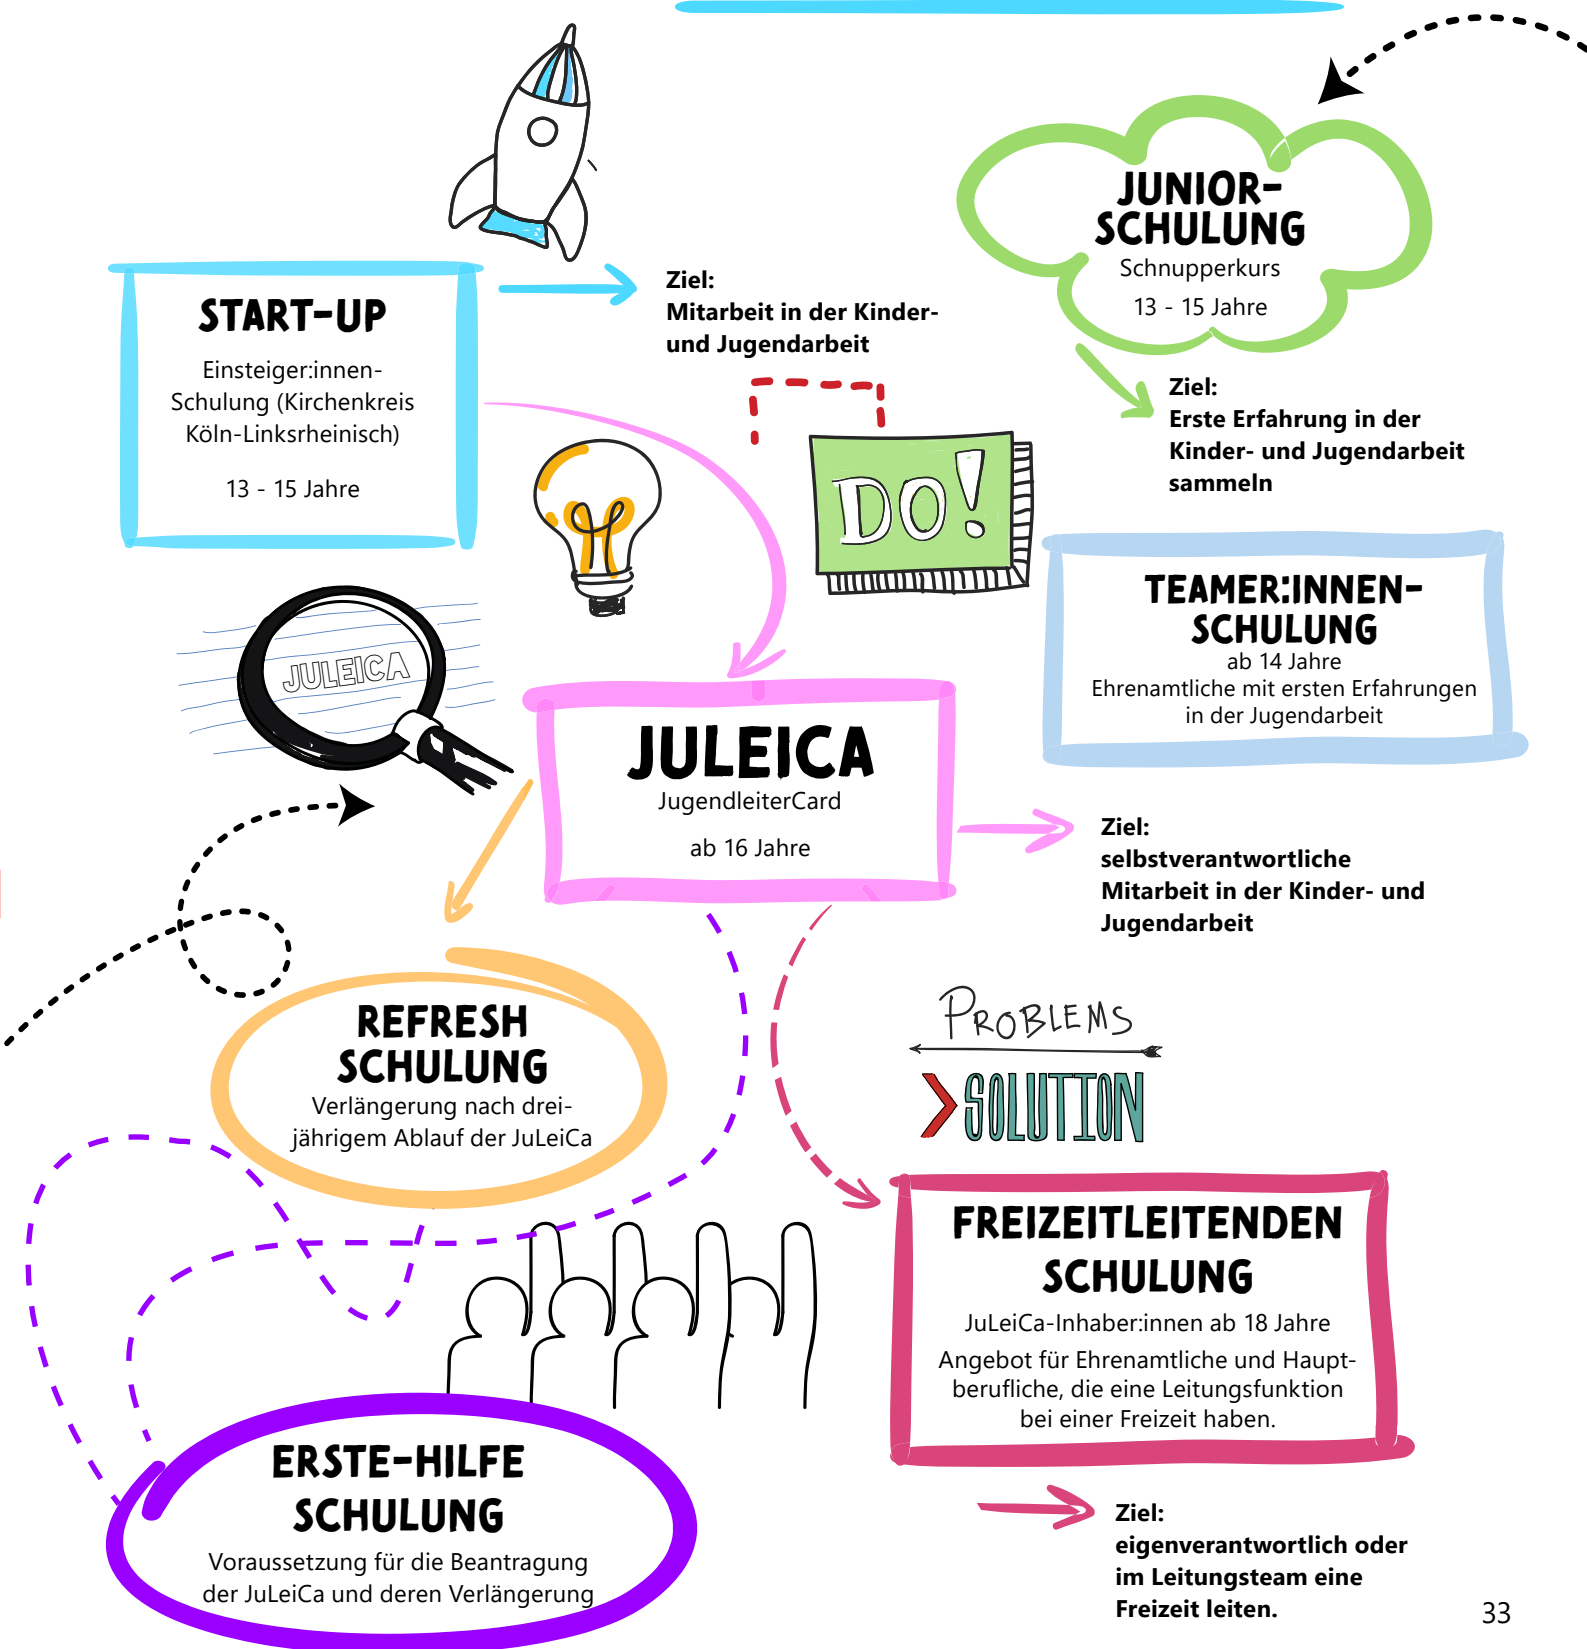 JUNIOR-
SCHULUNG
Schnupperkurs
13 - 15 Jahre
START-UP
Einsteiger:innen-
Schulung (Kirchenkreis
Köln-Linksrheinisch)
13 - 15 Jahre
Ziel:
Mitarbeit in der Kinder-
und Jugendarbeit
Ziel:
Erste Erfahrung in der
Kinder- und Jugendarbeit
sammeln
DO!
TEAMER:INNEN-
SCHULUNG
ab 14 Jahre
Ehrenamtliche mit ersten Erfahrungen
in der Jugendarbeit
JULEICA
JULEICA
JugendleiterCard
ab 16 Jahre
Ziel:
selbstverantwortliche
Mitarbeit in der Kinder- und
Jugendarbeit
REFRESH
SCHULUNG
Verlängerung nach drei-
jährigem Ablauf der JuLeiCa
PROBLEMS
SOLUTION
FREIZEITLEITENDEN
SCHULUNG
JuLeiCa-Inhaber:innen ab 18 Jahre
Angebot für Ehrenamtliche und Haupt-
berufliche, die eine Leitungsfunktion
bei einer Freizeit haben.
ERSTE-HILFE
SCHULUNG
Voraussetzung für die Beantragung
der JuLeiCa und deren Verlängerung
Ziel:
eigenverantwortlich oder
im Leitungsteam eine
Freizeit leiten.
33